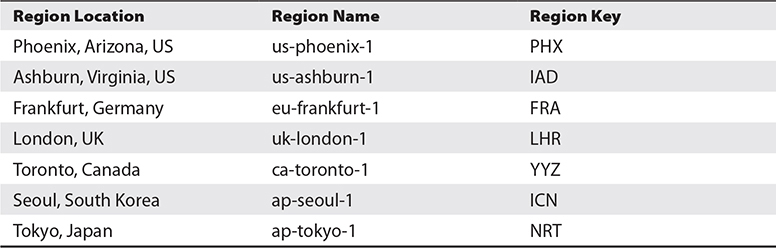 Region Location Region Name Region Key
Phoenix, Arizona, US us-phoenix-1 PHX
Ashburn, Virginia, US us-ashburn-1 IAD
Frankfurt, Germany eu-frankfurt-1 FRA
London, UK uk-london-1 LHR
Toronto, Canada ca-toronto-1 YYZ
Seoul, South Korea ap-seoul-1 ICN
Tokyo, Japan ap-tokyo-1 NRT